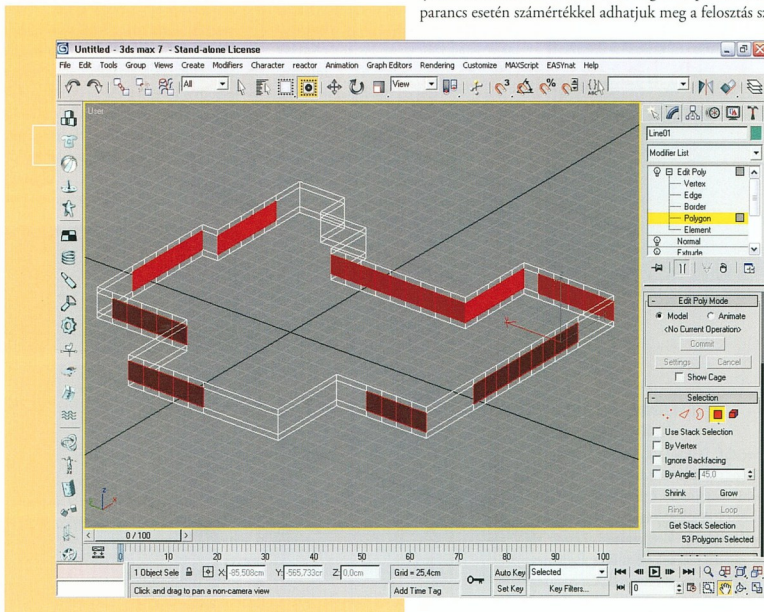 parancs esetén számértékkel adhatjuk meg a felosztás
Untitled - 3ds max 7 - Stand-alone License
File Edit Tools Group Views Create Modifiers Character reactor Animation Graph Editors Rendering Customize MAXScript EASYnat Help
All
View
3
ABC
User
Line01
Modifier List
Edit Poly
Vertex
Edge
Border
Polygon
Element
Normal
Extrude
Edit Poly Mode
Model Animate
<No Current Operation>
Commit
Settings Cancel
Show Cage
Selection
Use Stack Selection
By Vertex
Ignore Backfacing
By Angle: 45,0
Shrink Grow
Ring Loop
Get Stack Selection
53 Polygons Selected
z
y x
0 / 100
0 10 20 30 40 50 60 70 80 90 100
1 Object Sele X: -85,508cm Y: -565,733cm Z: 0,0cm Grid = 25,4cm Auto Key Selected
Click and drag to pan a non-camera view Add Time Tag Set Key Key Filters... 0